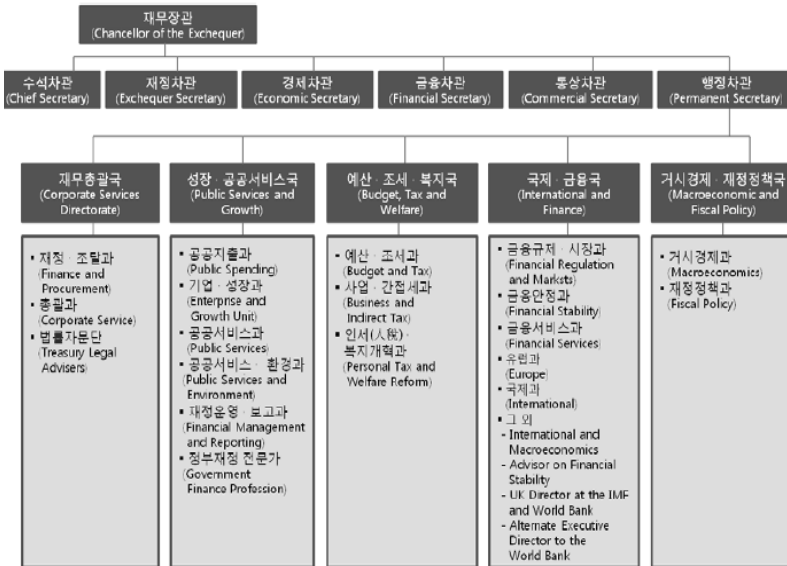 재무장관
(Chancellor of the Exchequer)
수석차관
(Chief Secretary)
재정차관
(Exchequer Secretary)
경제차관
(Economic Secretary)
금융차관
(Financial Secretary)
통상차관
(Commercial Secretary)
행정차관
(Permanent Secretary)
재무총괄국
(Corporate Services
Directorate)
▪ 재정 · 조달과
(Finance and
Procurement)
▪ 총괄과
(Corporate Service)
▪ 법률자문단
(Treasury Legal
Advisers)
성장 · 공공서비스국
(Public Services and
Growth)
▪ 공공지출과
(Public Spending)
▪ 기업 · 성장과
(Enterprise and
Growth Unit)
▪ 공공서비스과
(Public Services)
▪ 공공서비스 · 환경과
(Public Services and
Environment)
▪ 재정운영 · 보고과
(Financial Management
and Reporting)
▪ 정부재정 전문가
(Government
Finance Profession)
예산 · 조세 · 복지국
(Budget, Tax and
Welfare)
▪ 예산 · 조세과
(Budget and Tax)
▪ 사업 · 간접세과
(Business and
Indirect Tax)
▪ 인세(人稅) ·
복지개혁과
(Personal Tax and
Welfare Reform)
국제 · 금융국
(International and
Finance)
▪ 금융규제 · 시장과
(Financial Regulation
and Marksts)
▪ 금융안정과
(Financial Stability)
▪ 금융서비스과
(Financial Services)
▪ 유럽과
(Europe)
▪ 국제과
(International)
▪ 그 외
- International and
Macroeconomics
- Advisor on Financial
Stability
- UK Director at the IMF
and World Bank
- Alternate Executive
Director to the
World Bank
거시경제 · 재정정책국
(Macroeconomic and
Fiscal Policy)
▪ 거시경제과
(Macroeconomics)
▪ 재정정책과
(Fiscal Policy)